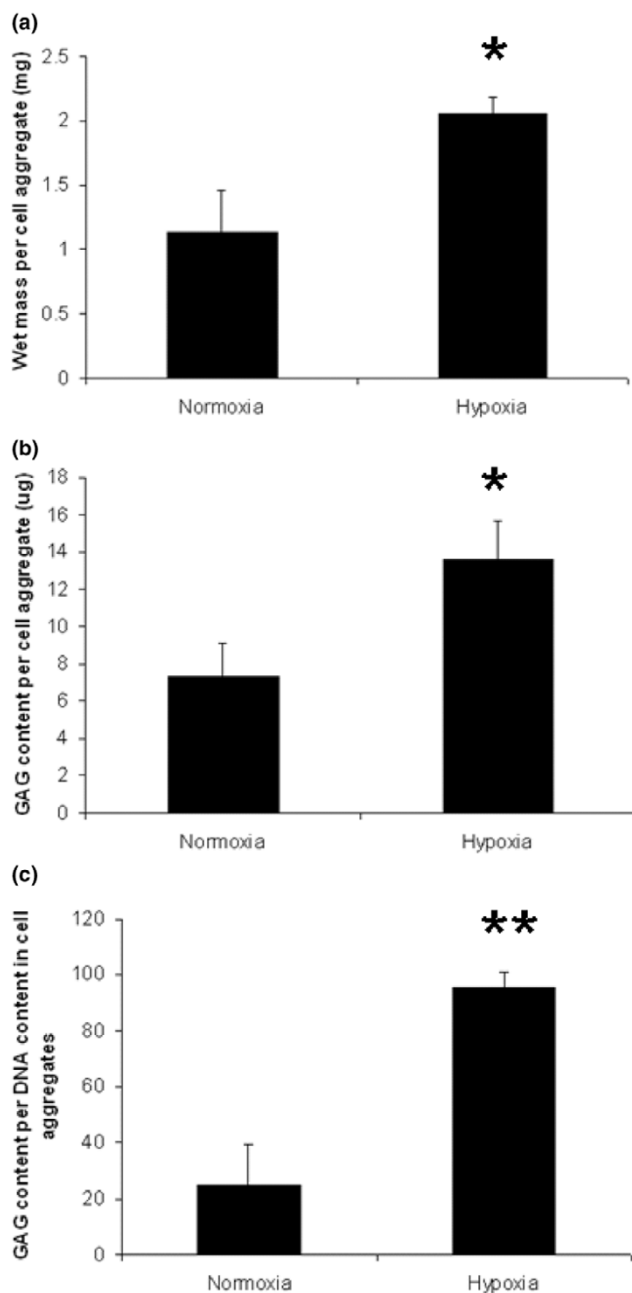 (a)
*
Wet mass per cell aggregate (mg)
2.5
2
1.5
1
0.5
0
Normoxia Hypoxia
(b)
*
GAG content per cell aggregate (ug)
18
16
14
12
10
8
6
4
2
0
Normoxia Hypoxia
(c)
**
GAG content per DNA content in cell
aggregates
120
100
80
60
40
20
0
Normoxia Hypoxia